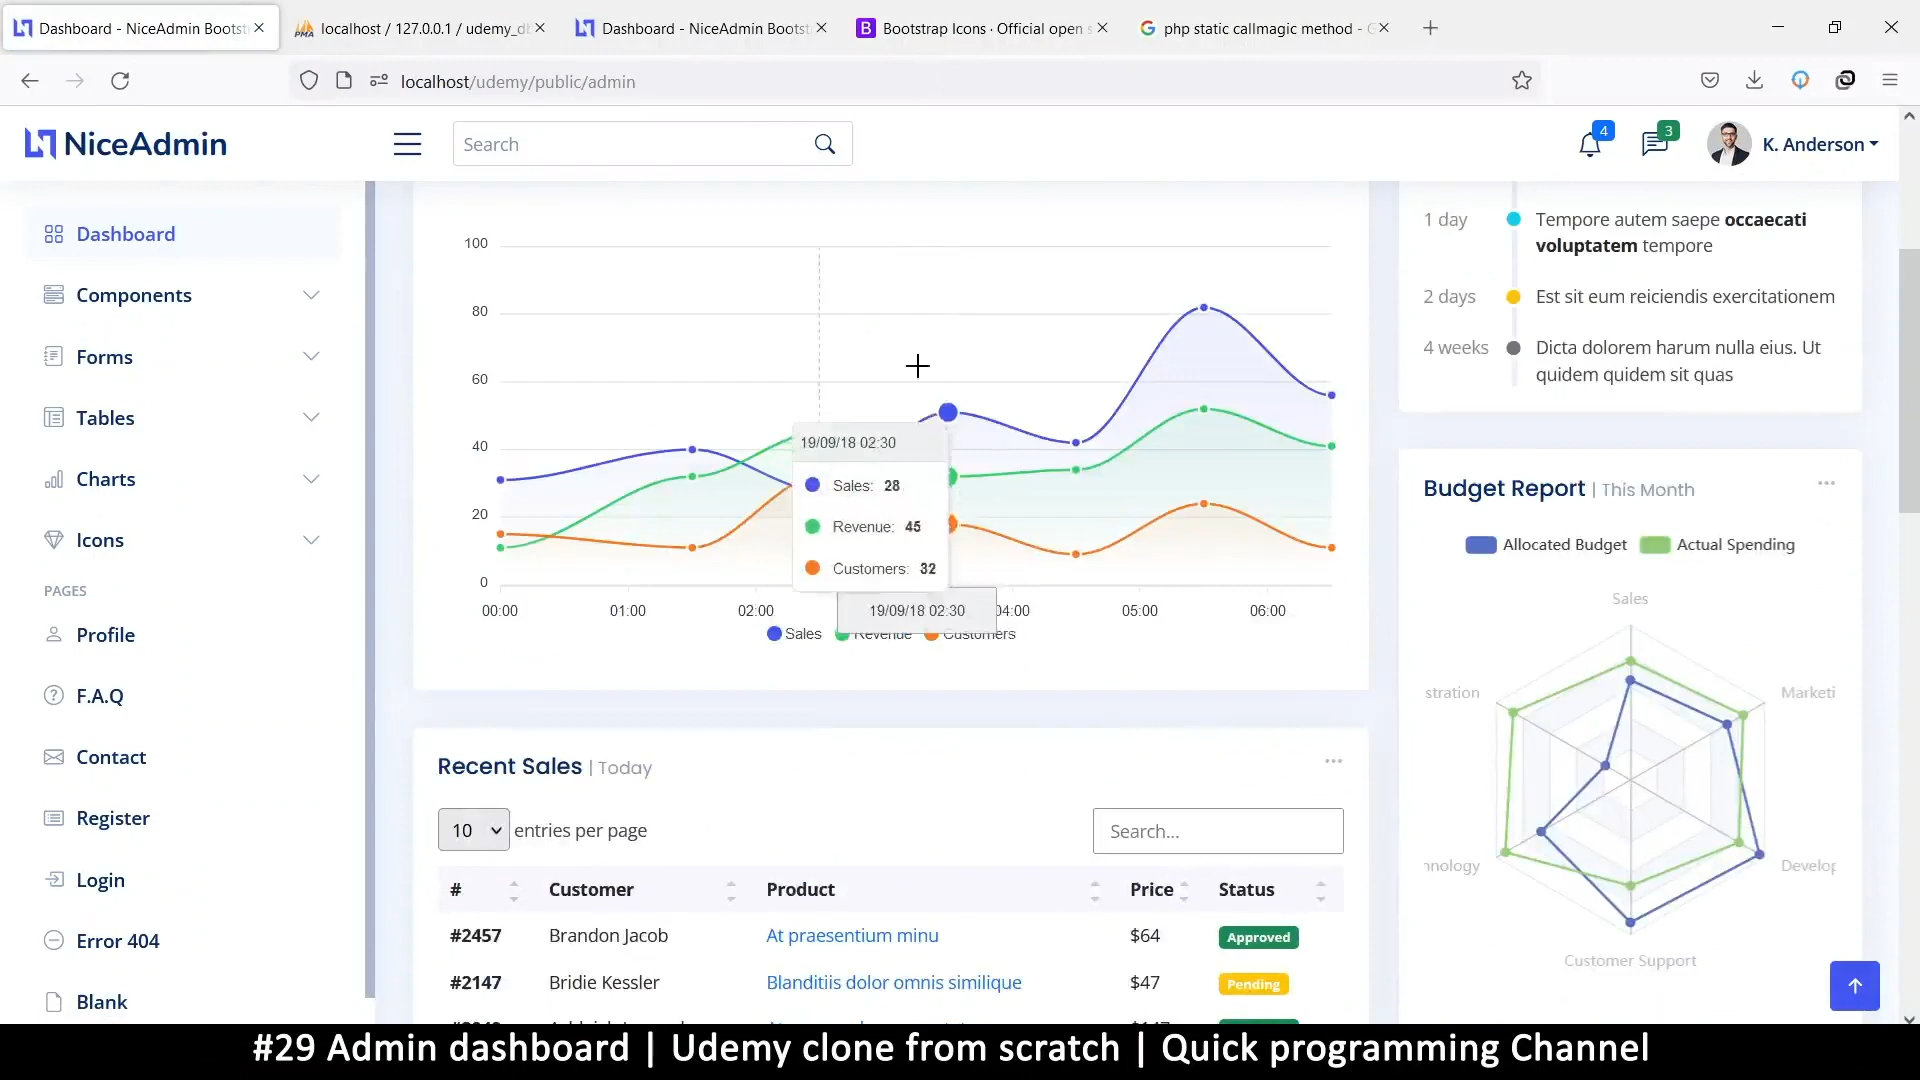 Dashboard - NiceAdmin Bootst
localhost / 127.0.0.1 / udemy_d
Dashboard - NiceAdmin Bootst
Bootstrap Icons · Official open s
php static callmagic method - G
localhost/udemy/public/admin
NiceAdmin
Search
4
3
K. Anderson
Dashboard
Components
Forms
Tables
Charts
Icons
PAGES
Profile
F.A.Q
Contact
Register
Login
Error 404
Blank
100
80
60
40
20
0
00:00
01:00
02:00
04:00
05:00
06:00
19/09/18 02:30
Sales: 28
Revenue: 45
Customers: 32
19/09/18 02:30
Sales
Revenue
Customers
1 day
Tempore autem saepe occaecati
voluptatem tempore
2 days
Est sit eum reiciendis exercitationem
4 weeks
Dicta dolorem harum nulla eius. Ut
quidem quidem sit quas
Budget Report | This Month
Allocated Budget
Actual Spending
Sales
stration
Marketi
nnology
Develop
Customer Support
Recent Sales | Today
10 entries per page
Search...
# Customer Product Price Status
#2457 Brandon Jacob At praesentium minu $64 Approved
#2147 Bridie Kessler Blanditiis dolor omnis similique $47 Pending
#29 Admin dashboard | Udemy clone from scratch | Quick programming Channel